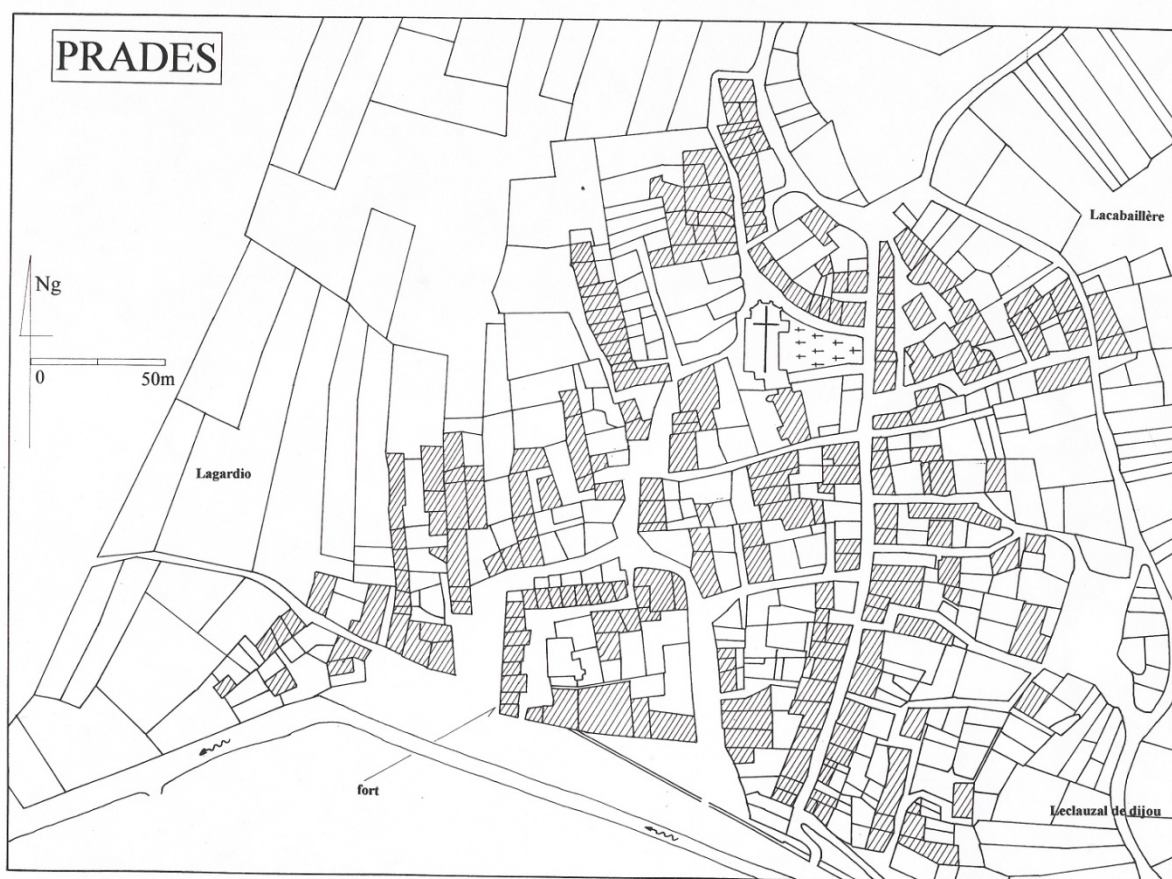 PRADES
Lacabaillère
Ng
0 50m
Lagardio
fort
Leclauzal de dijou